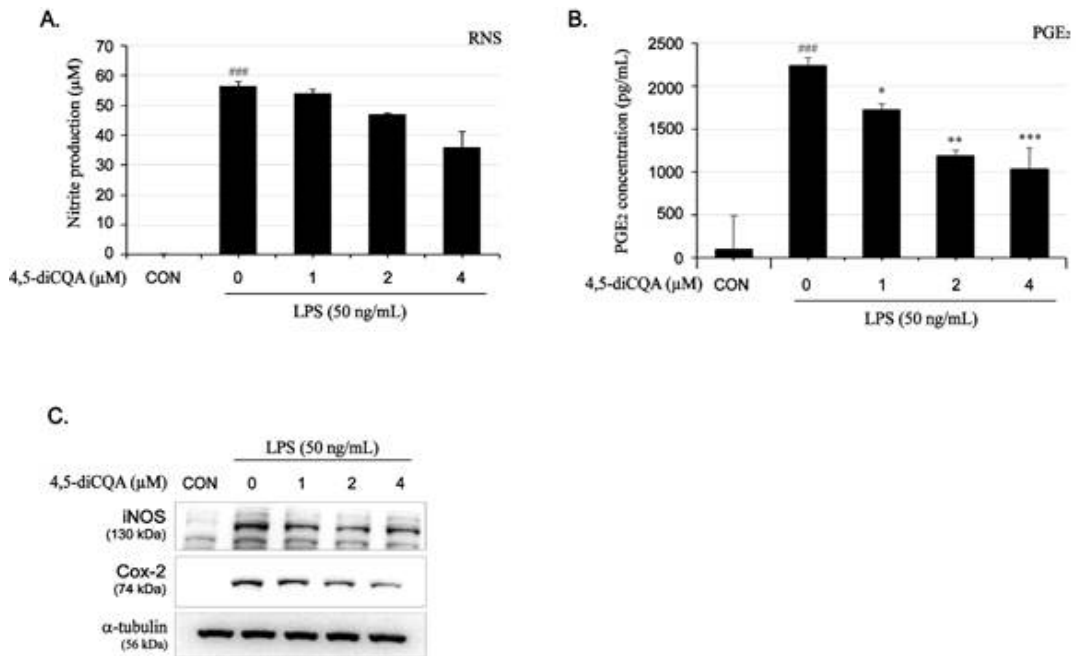 A.
RNS
Nitrite production (µM)
70
60
50
40
30
20
10
0
###
4,5-diCQA (µM) CON 0 1 2 4
LPS (50 ng/mL)
B.
PGE₂
PGE₂ concentration (pg/mL)
2500
2000
1500
1000
500
0
###
*
**
***
4,5-diCQA (µM) CON 0 1 2 4
LPS (50 ng/mL)
C.
LPS (50 ng/mL)
4,5-diCQA (µM) CON 0 1 2 4
iNOS
(130 kDa)
Cox-2
(74 kDa)
α-tubulin
(56 kDa)